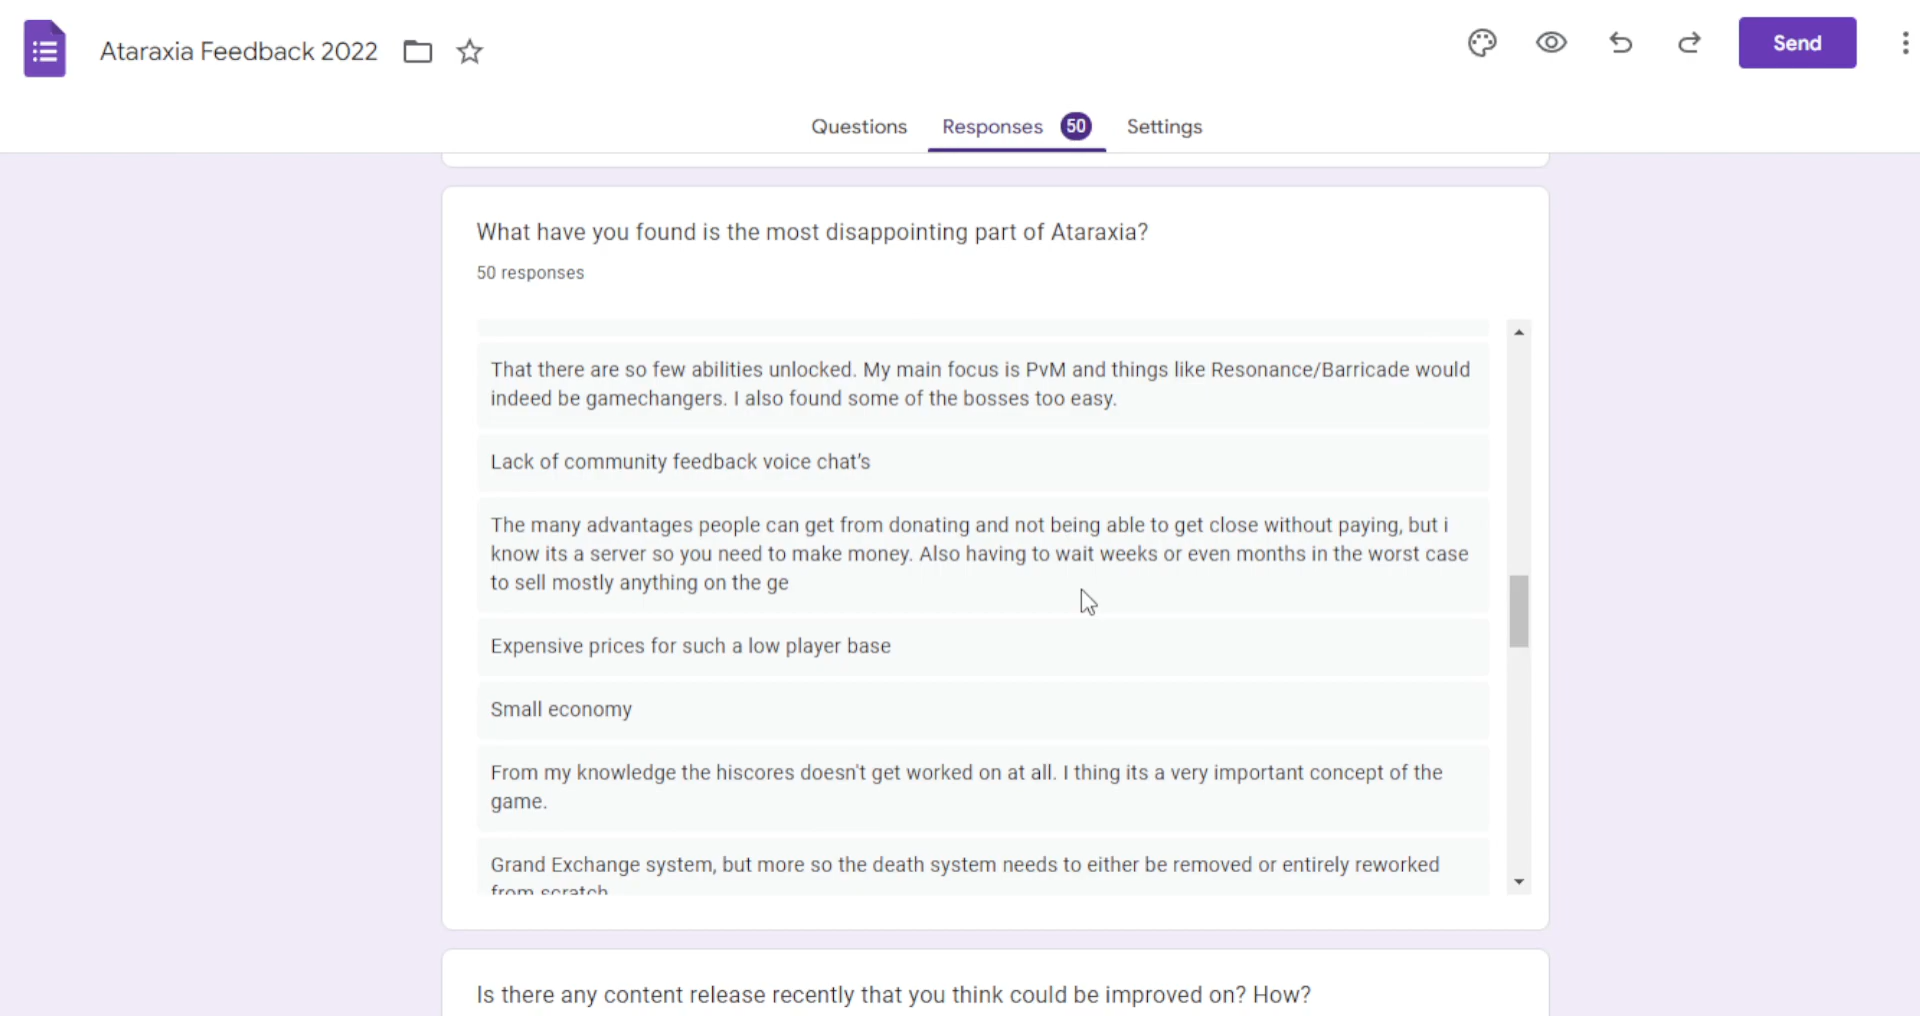 Ataraxia Feedback 2022
Send
Questions
Responses 50
Settings
What have you found is the most disappointing part of Ataraxia?
50 responses
That there are so few abilities unlocked. My main focus is PvM and things like Resonance/Barricade would
indeed be gamechangers. I also found some of the bosses too easy.
Lack of community feedback voice chat's
The many advantages people can get from donating and not being able to get close without paying, but i
know its a server so you need to make money. Also having to wait weeks or even months in the worst case
to sell mostly anything on the ge
Expensive prices for such a low player base
Small economy
From my knowledge the hiscores doesn't get worked on at all. I thing its a very important concept of the
game.
Grand Exchange system, but more so the death system needs to either be removed or entirely reworked
from scratch
Is there any content release recently that you think could be improved on? How?